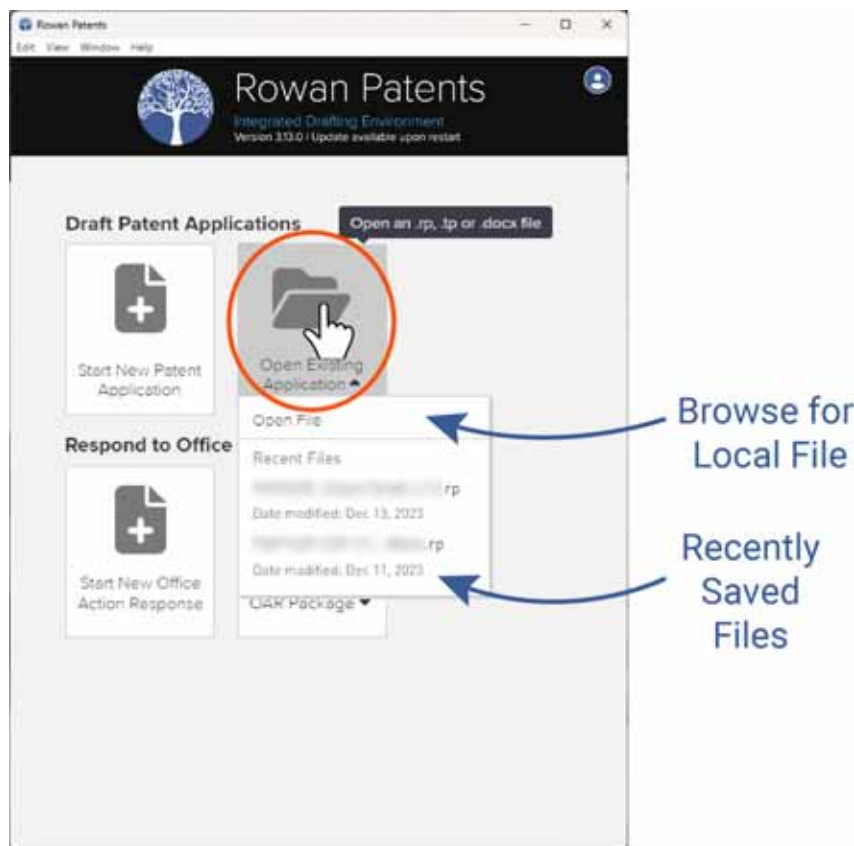 Rowan Patents
Edit View Window Help
Rowan Patents
Integrated Drafting Environment
Version 3.13.0 | Update available upon restart
Draft Patent Applications
Open an .rp, .tp or .docx file
Start New Patent
Application
Open Existing
Application
Open File
Browse for
Local File
Respond to Office
Recent Files
.rp
Date modified: Dec 13, 2023
.rp
Date modified: Dec 11, 2023
Recently
Saved
Files
Start New Office
Action Response
OAR Package